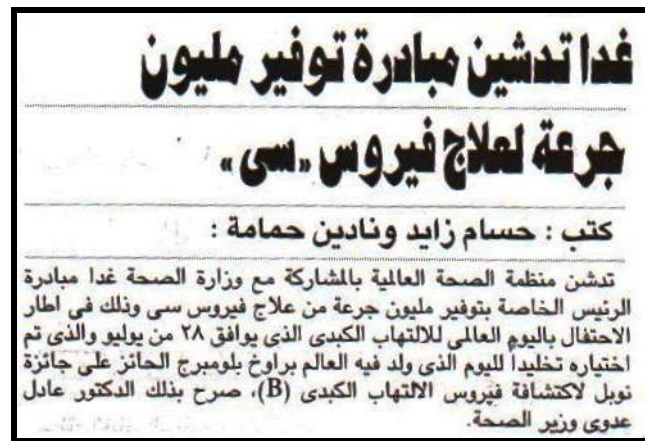 غدا تدشين مبادرة توفير مليون
جرعة لعلاج فيروس «سى»
كتب : حسام زايد ونادين حمامة :
تدشن منظمة الصحة العالمية بالمشاركة مع وزارة الصحة غدا مبادرة
الرئيس الخاصة بتوفير مليون جرعة من علاج فيروس سى وذلك فى اطار
الاحتفال باليوم العالمى للالتهاب الكبدى الذى يوافق ٢٨ من يوليو والذى تم
اختياره تخليداً لليوم الذى ولد فيه العالم براوخ بلومبرج الحائز على جائزة
نوبل لاكتشافة فيروس الالتهاب الكبدى (B)، صرح بذلك الدكتور عادل
عدوى وزير الصحة.